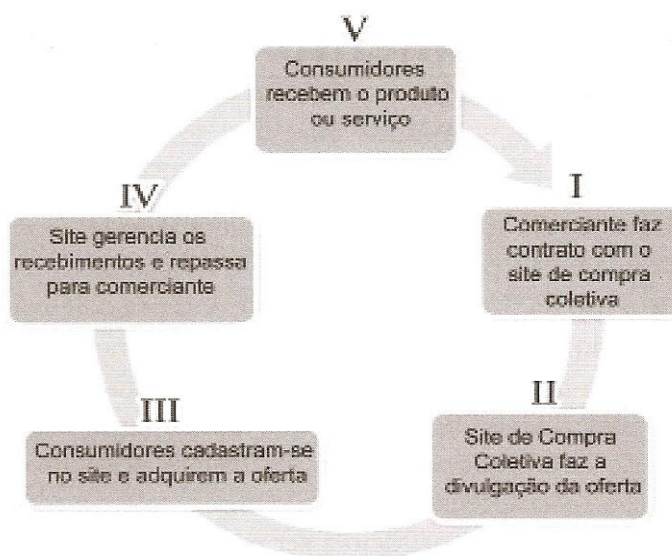 V
Consumidores
recebem o produto
ou serviço
I
Comerciante faz
contrato com o
site de compra
coletiva
II
Site de Compra
Coletiva faz a
divulgação da oferta
III
Consumidores cadastram-se
no site e adquirem a oferta
IV
Site gerencia os
recebimentos e repassa
para comerciante